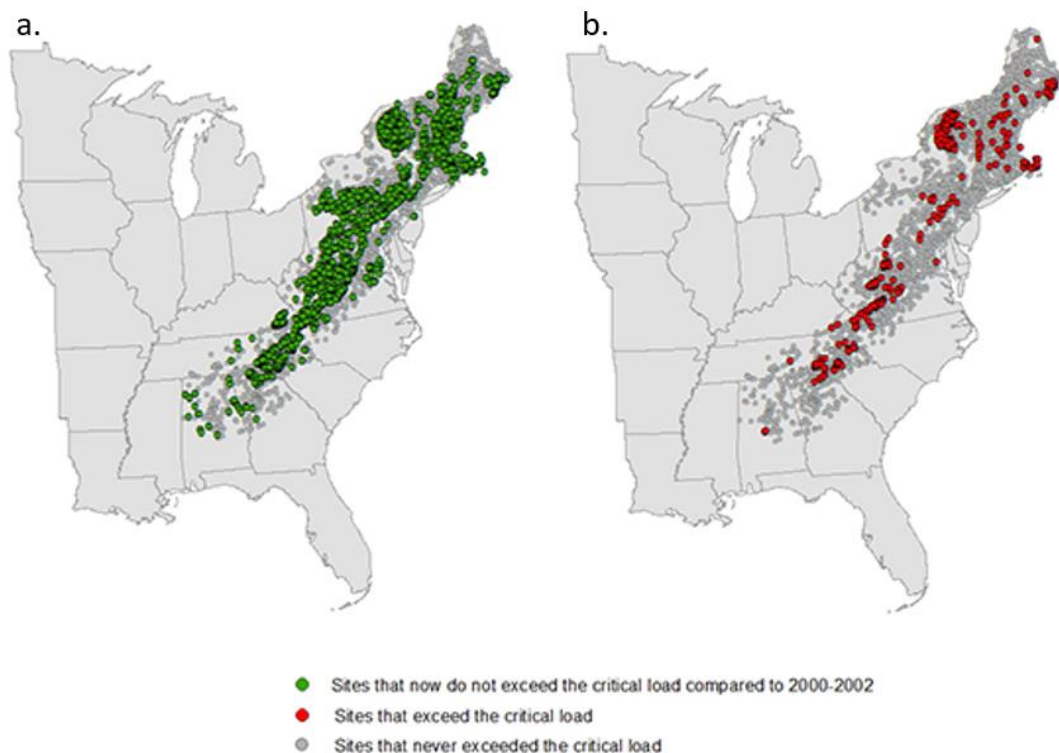 a.
b.
Sites that now do not exceed the critical load compared to 2000-2002
Sites that exceed the critical load
Sites that never exceeded the critical load